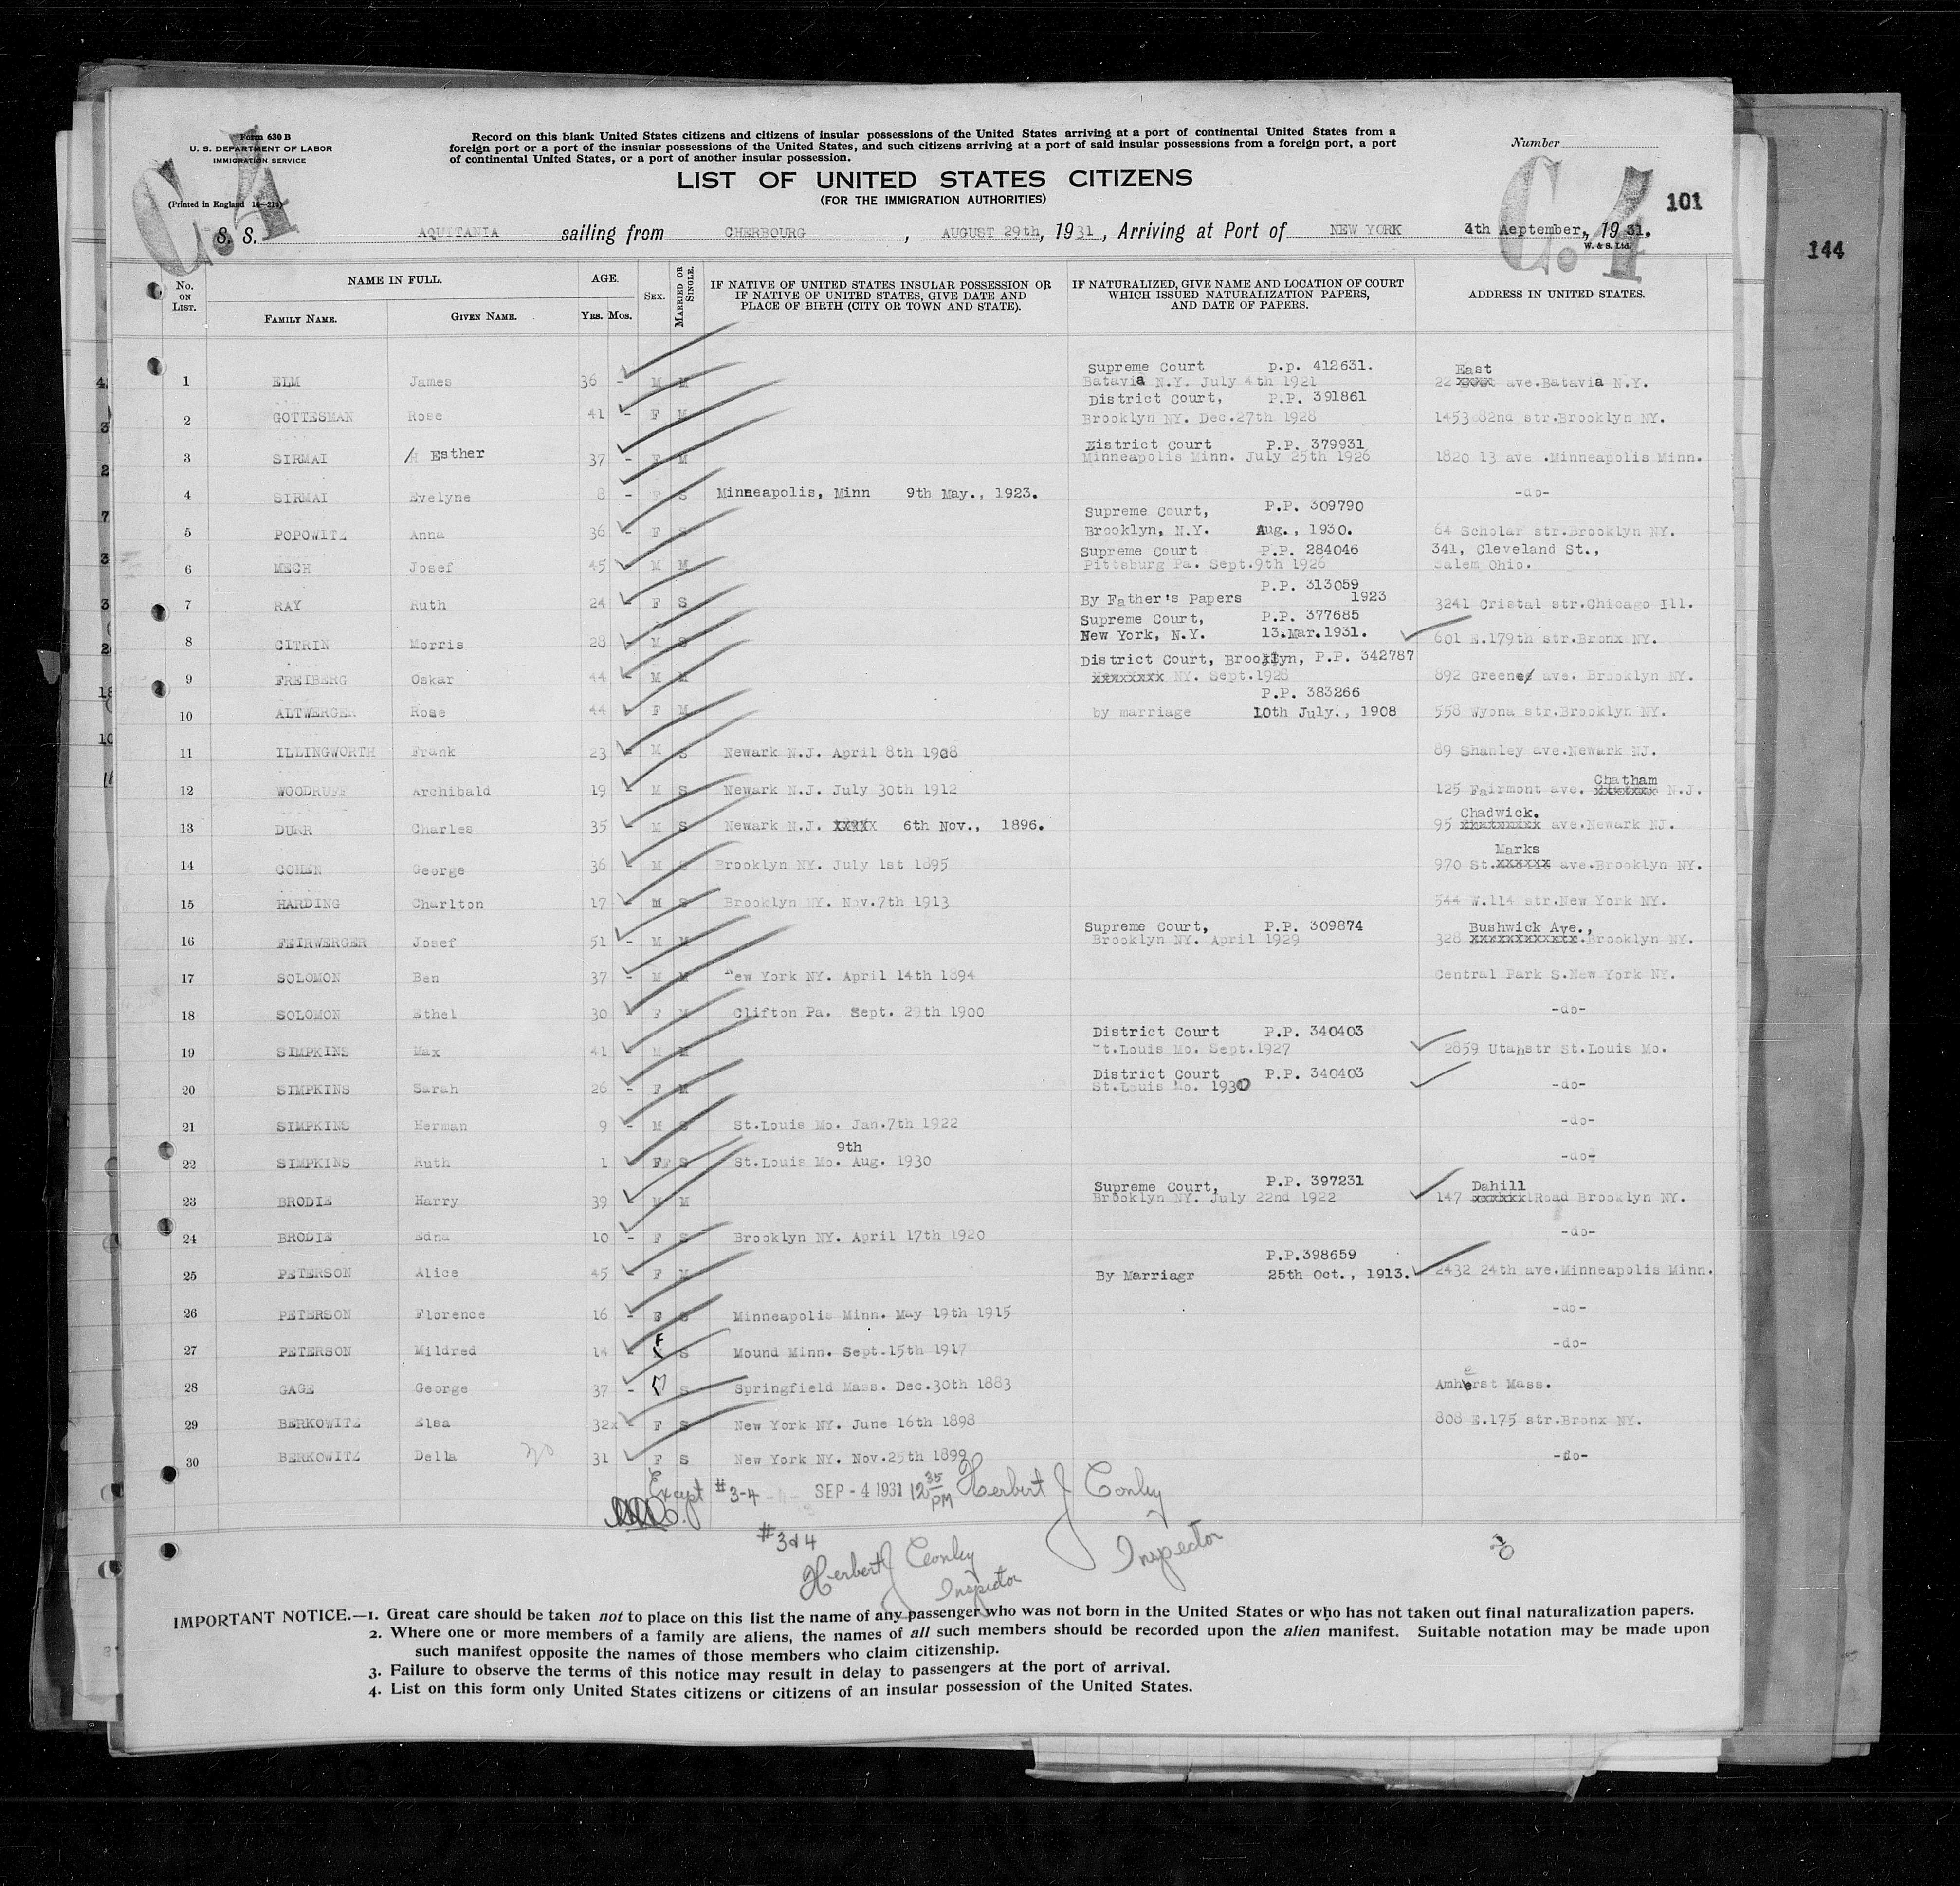 Form 630 B
U. S. DEPARTMENT OF LABOR
IMMIGRATION SERVICE
(Printed in England
C.4
Record on this blank United States citizens and citizens of insular possessions of the United States arriving at a port of continental United States from a
foreign port or a port of the insular possessions of the United States, and such citizens arriving at a port of said insular possessions from a foreign port, a port
of continental United States, or a port of another insular possession.
LIST OF UNITED STATES CITIZENS
(FOR THE IMMIGRATION AUTHORITIES)
Number
C.4
101
144
S. S. AQUITANIA sailing from CHERBOURG, AUGUST 29th, 1931, Arriving at Port of NEW YORK 4th Aeptember,, 1931.
W. & S. Ltd.
No. ON LIST. NAME IN FULL. FAMILY NAME. GIVEN NAME. AGE. YRS. MOS. SEX. MARRIED OR SINGLE. IF NATIVE OF UNITED STATES INSULAR POSSESSION OR IF NATIVE OF UNITED STATES, GIVE DATE AND PLACE OF BIRTH (CITY OR TOWN AND STATE). IF NATURALIZED, GIVE NAME AND LOCATION OF COURT WHICH ISSUED NATURALIZATION PAPERS, AND DATE OF PAPERS. ADDRESS IN UNITED STATES.
Supreme Court p.p. 412631. East
1 ELM James 36 - M M Batavia N.Y. July 4th 1921 22 xxxx ave.Batavia N.Y.
District Court, P.P. 391861
2 GOTTESMAN Rose 41 - F M Brooklyn NY. Dec.27th 1928 1453 82nd str.Brooklyn NY.
District Court P.P. 379931
3 SIRMAI Esther 37 - F M Minneapolis Minn. July 25th 1926 1820 13 ave .Minneapolis Minn.
4 SIRMAI Evelyne 8 - F S Minneapolis, Minn 9th May., 1923. -do-
Supreme Court, P.P. 309790
5 POPOWITZ Anna 36 - F S Brooklyn, N.Y. Aug., 1930. 64 Scholar str.Brooklyn NY.
Supreme Court P.P. 284046 341, Cleveland St.,
6 MECH Josef 45 - M M Pittsburg Pa. Sept.9th 1926 Salem Ohio.
P.P. 313059
7 RAY Ruth 24 - F S By Father's Papers 1923 3241 Cristal str.Chicago Ill.
Supreme Court, P.P. 377685
8 CITRIN Morris 28 - M S New York, N.Y. 13.Mar.1931. 601 E.179th str.Bronx NY.
District Court, Brooklyn, P.P. 342787
9 FREIBERG Oskar 44 - M M xxxxxxxx NY. Sept.1928 892 Greene ave. Brooklyn NY.
P.P. 383266
10 ALTWERGER Rose 44 - F M by marriage 10th July., 1908 558 Wyona str.Brooklyn NY.
11 ILLINGWORTH Frank 23 - M S Newark N.J. April 8th 1908 89 Shanley ave.Newark NJ.
Chatham
12 WOODRUFF Archibald 19 - M S Newark N.J. July 30th 1912 125 Fairmont ave. xxxxxxx N.J.
Chadwick.
13 DURR Charles 35 - M S Newark N.J. XXXXX 6th Nov., 1896. 95 xxxxxxxxx ave.Newark NJ.
Marks
14 COHEN George 36 - M S Brooklyn NY. July 1st 1895 970 St.xxxxxx ave.Brooklyn NY.
15 HARDING Charlton 17 - M S Brooklyn NY. Nov.7th 1913 544 W.114 str.New York NY.
Supreme Court, P.P. 309874 Bushwick Ave.,
16 FEIRWERGER Josef 51 - M M Brooklyn NY. April 1929 328 xxxxxxxxxxxx.Brooklyn NY.
17 SOLOMON Ben 37 - M M New York NY. April 14th 1894 Central Park S.New York NY.
18 SOLOMON Ethel 30 - F M Clifton Pa. Sept. 29th 1900 -do-
District Court P.P. 340403
19 SIMPKINS Max 41 - M M St.Louis Mo. Sept.1927 2859 Utahstr St.Louis Mo.
District Court P.P. 340403
20 SIMPKINS Sarah 26 - F M St.Louis Mo. 1930 -do-
21 SIMPKINS Herman 9 - M S St.Louis Mo. Jan.7th 1922 -do-
9th
22 SIMPKINS Ruth 1 - F S St.Louis Mo. Aug. 1930 -do-
Supreme Court, P.P. 397231 Dahill
23 BRODIE Harry 39 - M M Brooklyn NY. July 22nd 1922 147 xxxxxx Road Brooklyn NY.
24 BRODIE Edna 10 - F S Brooklyn NY. April 17th 1920 -do-
P.P.398659
25 PETERSON Alice 45 - F M By Marriagr 25th Oct., 1913. 2432 24th ave.Minneapolis Minn.
26 PETERSON Florence 16 - F S Minneapolis Minn. May 19th 1915 -do-
27 PETERSON Mildred 14 - F S Mound Minn. Sept.15th 1917 -do-
28 GAGE George 37 - M S Springfield Mass. Dec.30th 1883 Amherst Mass.
29 BERKOWITZ Elsa 32x - F S New York NY. June 16th 1898 808 E.175 str.Bronx NY.
30 BERKOWITZ Della 31 F S New York NY. Nov.25th 1899 -do-
Except #3-4 SEP - 4 1931 12 35 PM Herbert J Conley
Inspector
#3 & 4
Herbert J Conley
Inspector
IMPORTANT NOTICE.—1. Great care should be taken not to place on this list the name of any passenger who was not born in the United States or who has not taken out final naturalization papers.
2. Where one or more members of a family are aliens, the names of all such members should be recorded upon the alien manifest. Suitable notation may be made upon
such manifest opposite the names of those members who claim citizenship.
3. Failure to observe the terms of this notice may result in delay to passengers at the port of arrival.
4. List on this form only United States citizens or citizens of an insular possession of the United States.